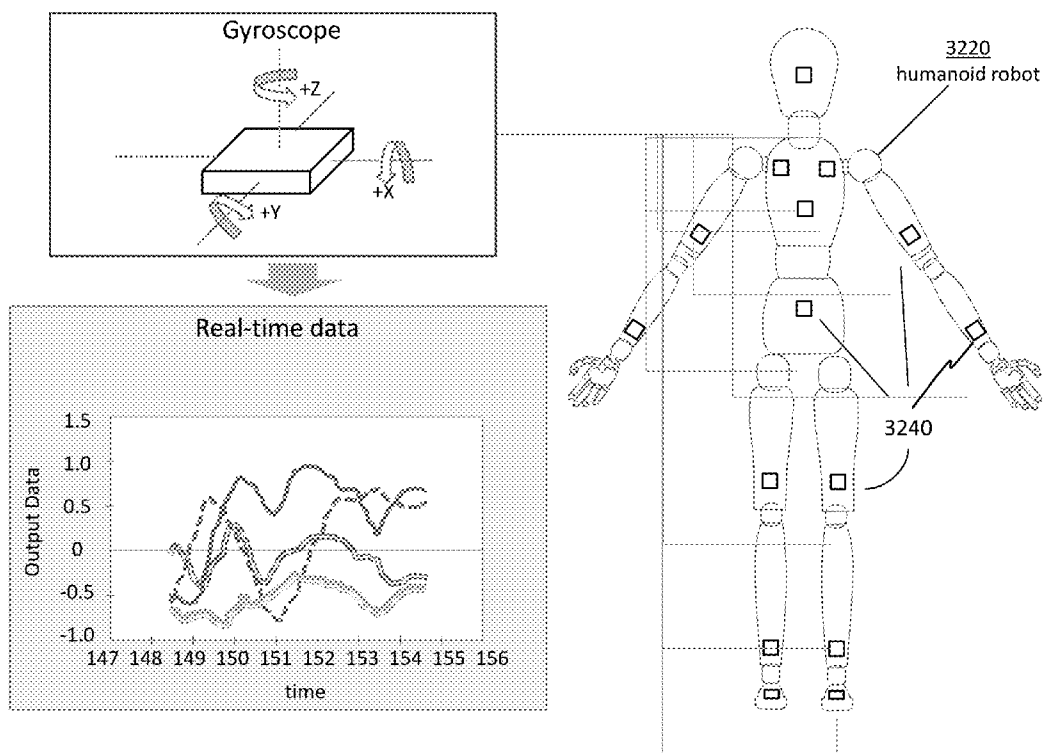 Gyroscope
+Z
+X
+Y
Real-time data
Output Data
1.5
1.0
0.5
0
-0.5
-1.0
147 148 149 150 151 152 153 154 155 156
time
3220
humanoid robot
3240